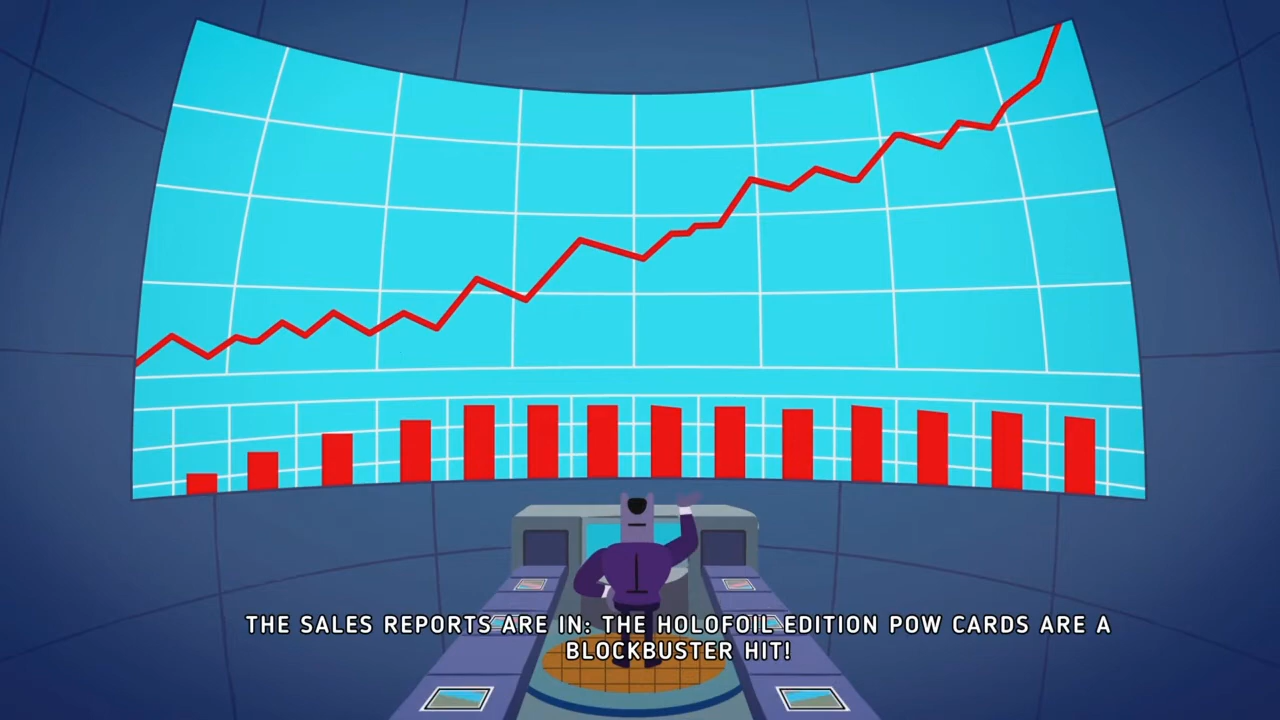 THE SALES REPORTS ARE IN: THE HOLOFOIL EDITION POW CARDS ARE A
BLOCKBUSTER HIT!